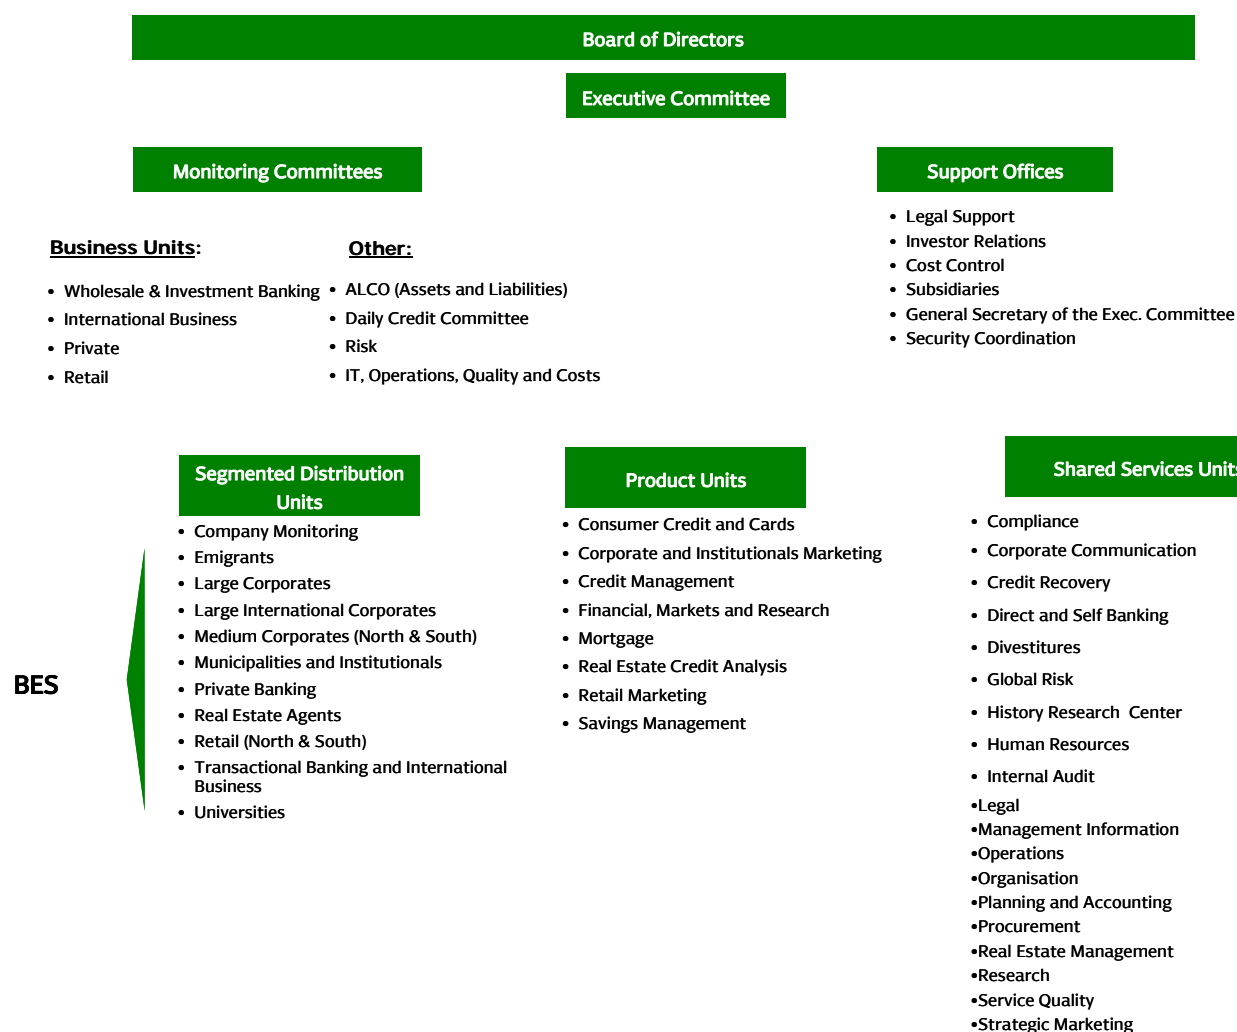 Board of Directors
Executive Committee
Monitoring Committees
Support Offices
Business Units:
• Wholesale & Investment Banking
• International Business
• Private
• Retail
Other:
• ALCO (Assets and Liabilities)
• Daily Credit Committee
• Risk
• IT, Operations, Quality and Costs
• Legal Support
• Investor Relations
• Cost Control
• Subsidiaries
• General Secretary of the Exec. Committee
• Security Coordination
BES
Segmented Distribution
Units
• Company Monitoring
• Emigrants
• Large Corporates
• Large International Corporates
• Medium Corporates (North & South)
• Municipalities and Institutionals
• Private Banking
• Real Estate Agents
• Retail (North & South)
• Transactional Banking and International
Business
• Universities
Product Units
• Consumer Credit and Cards
• Corporate and Institutionals Marketing
• Credit Management
• Financial, Markets and Research
• Mortgage
• Real Estate Credit Analysis
• Retail Marketing
• Savings Management
Shared Services Units
• Compliance
• Corporate Communication
• Credit Recovery
• Direct and Self Banking
• Divestitures
• Global Risk
• History Research  Center
• Human Resources
• Internal Audit
•Legal
•Management Information
•Operations
•Organisation
•Planning and Accounting
•Procurement
•Real Estate Management
•Research
•Service Quality
•Strategic Marketing